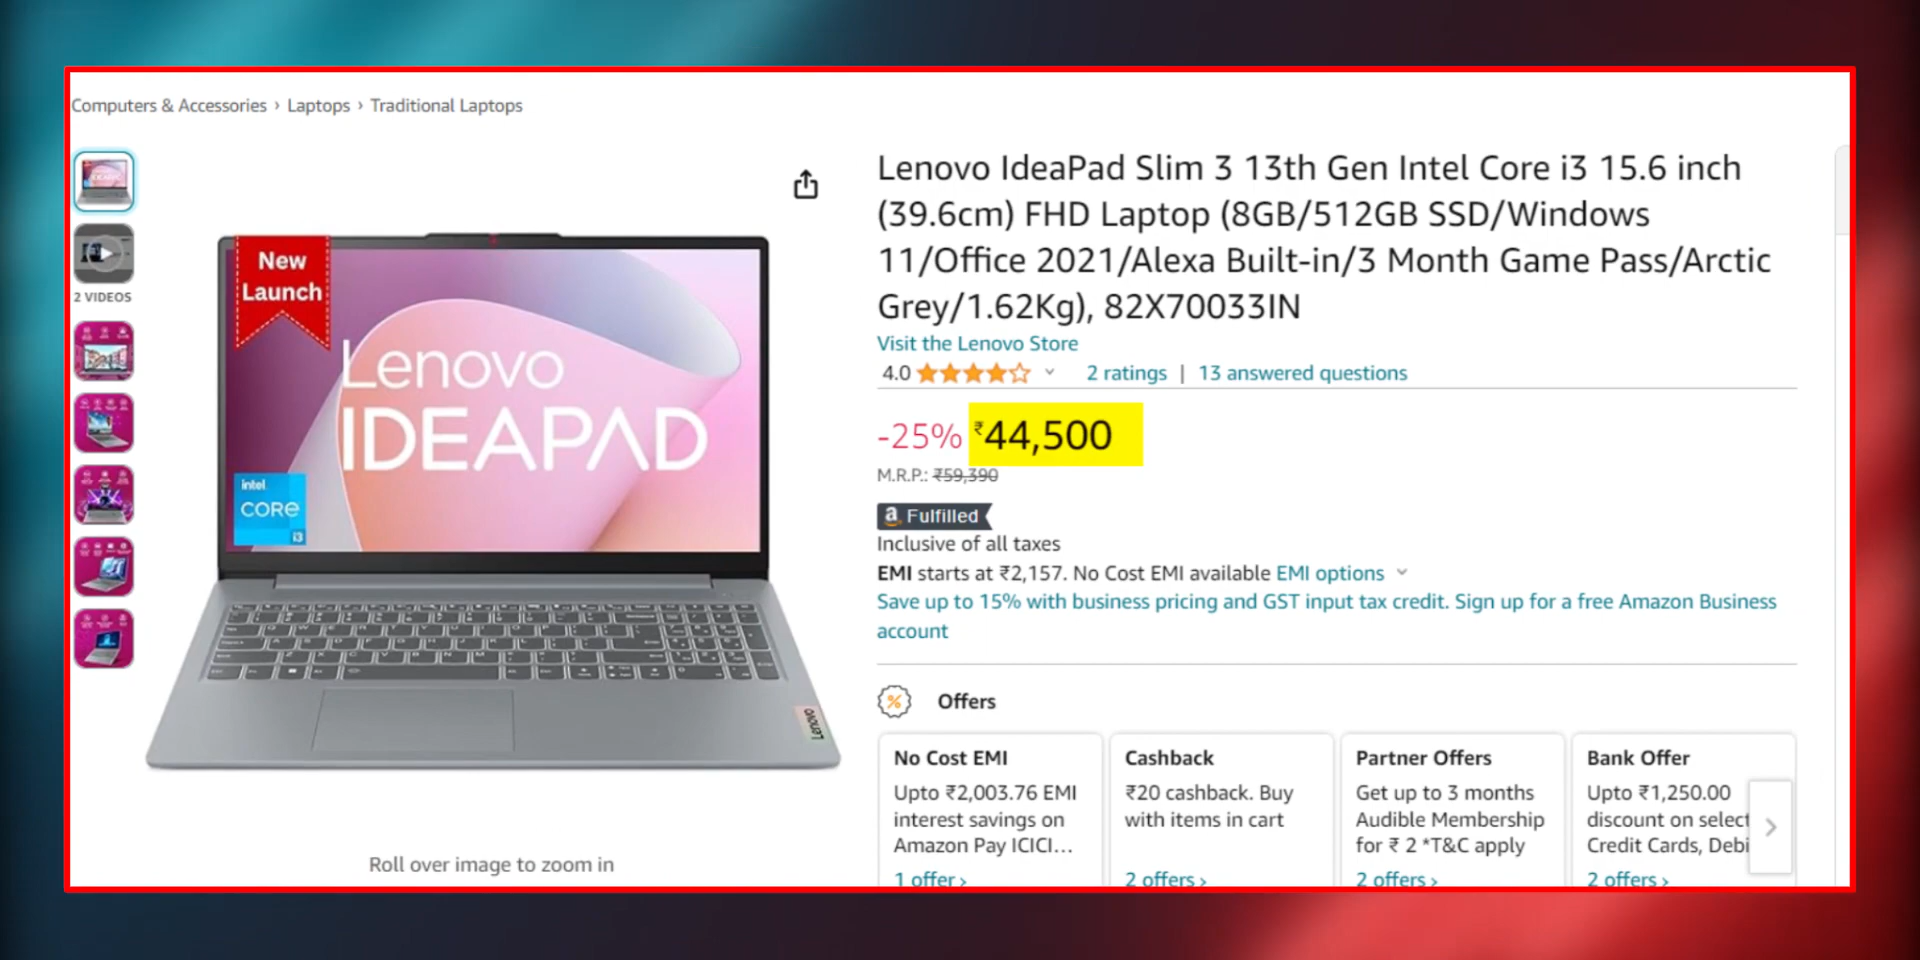 Computers & Accessories › Laptops › Traditional Laptops
2 VIDEOS
New
Launch
Lenovo
IDEAPAD
intel
CORE
i3
Lenovo
Roll over image to zoom in
Lenovo IdeaPad Slim 3 13th Gen Intel Core i3 15.6 inch
(39.6cm) FHD Laptop (8GB/512GB SSD/Windows
11/Office 2021/Alexa Built-in/3 Month Game Pass/Arctic
Grey/1.62Kg), 82X70033IN
Visit the Lenovo Store
4.0 2 ratings | 13 answered questions
-25% ₹44,500
M.R.P.: ₹59,390
a Fulfilled
Inclusive of all taxes
EMI starts at ₹2,157. No Cost EMI available EMI options
Save up to 15% with business pricing and GST input tax credit. Sign up for a free Amazon Business
account
% Offers
No Cost EMI
Upto ₹2,003.76 EMI
interest savings on
Amazon Pay ICICI...
1 offer ›
Cashback
₹20 cashback. Buy
with items in cart
2 offers ›
Partner Offers
Get up to 3 months
Audible Membership
for ₹ 2 *T&C apply
2 offers ›
Bank Offer
Upto ₹1,250.00
discount on select
Credit Cards, Debi
2 offers ›